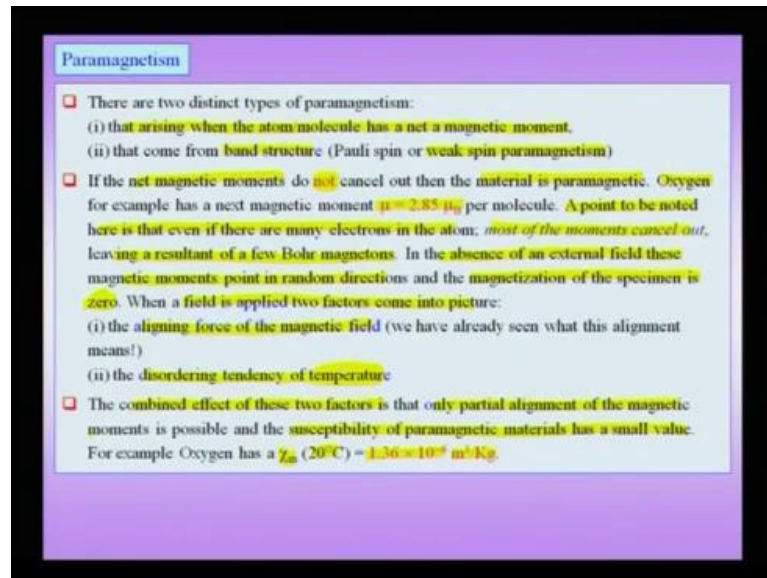 Paramagnetism
There are two distinct types of paramagnetism:
(i) that arising when the atom molecule has a net a magnetic moment,
(ii) that come from band structure (Pauli spin or weak spin paramagnetism)
If the net magnetic moments do not cancel out then the material is paramagnetic. Oxygen
for example has a next magnetic moment μ = 2.85 μB per molecule. A point to be noted
here is that even if there are many electrons in the atom; most of the moments cancel out,
leaving a resultant of a few Bohr magnetons. In the absence of an external field these
magnetic moments point in random directions and the magnetization of the specimen is
zero. When a field is applied two factors come into picture:
(i) the aligning force of the magnetic field (we have already seen what this alignment
means!)
(ii) the disordering tendency of temperature
The combined effect of these two factors is that only partial alignment of the magnetic
moments is possible and the susceptibility of paramagnetic materials has a small value.
For example Oxygen has a χm (20°C) = 1.36 × m³/Kg.